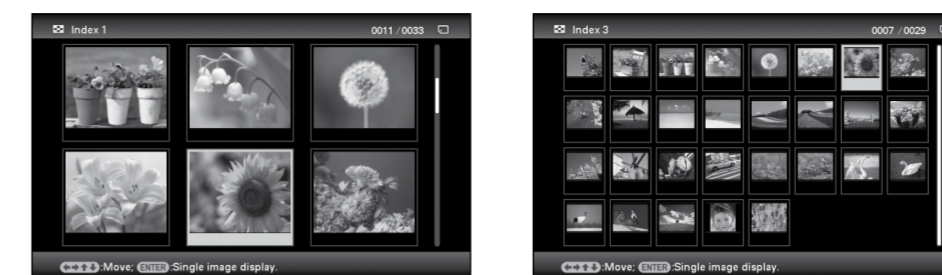 Index 1 0011 /0033
:Move; ENTER :Single image display.
Index 3 0007 /0029
:Move; ENTER :Single image display.